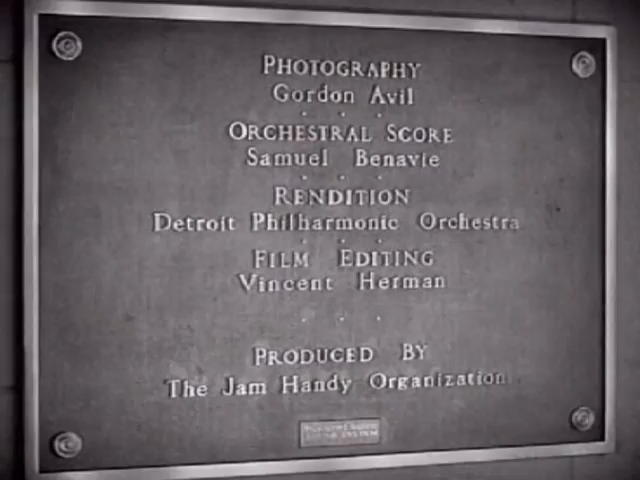 PHOTOGRAPHY
Gordon Avil
ORCHESTRAL SCORE
Samuel Benavie
RENDITION
Detroit Philharmonic Orchestra
FILM EDITING
Vincent Herman
PRODUCED BY
The Jam Handy Organization